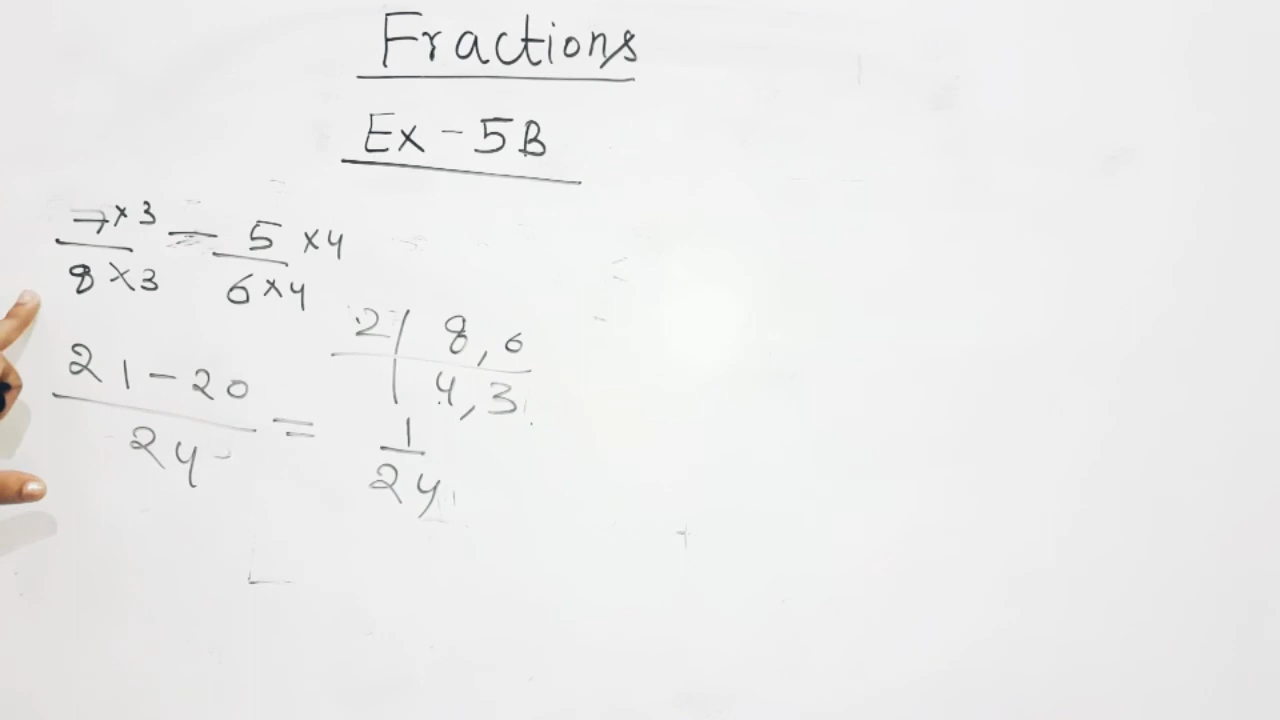 Fractions
Ex - 5B
7×3 / 8×3 - 5×4 / 6×4
2 | 8, 6
4, 3
21 - 20 / 24 = 1 / 24